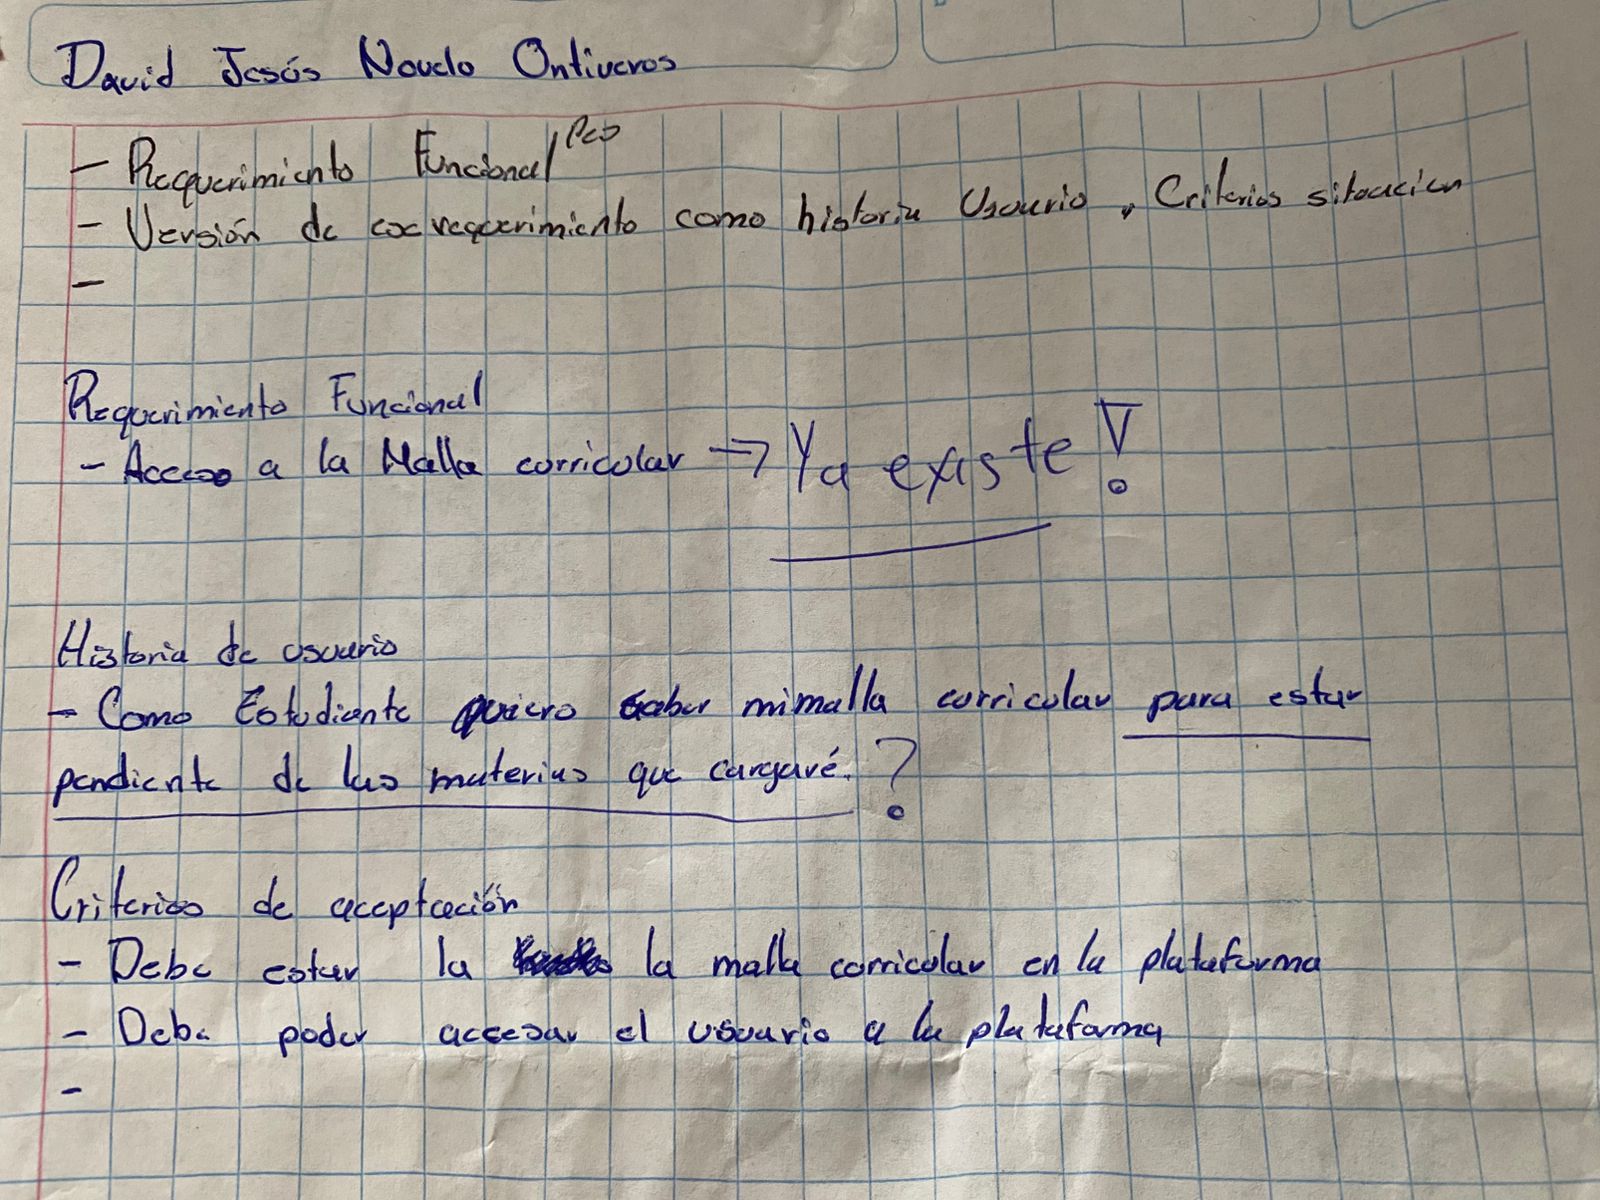 David Jesús Novelo Ontiveros
- Requerimiento Funcional
- Versión de ese requerimiento como historia Usuario, Criterios situación
-
Requerimiento Funcional
- Acceso a la Malla curricular → Ya existe!
Historia de usuario
- Como Estudiante quiero saber mi malla curricular para estar
pendiente de las materias que cargaré. ?
Criterios de aceptación
- Debe estar la la malla curricular en la plataforma
- Debe poder accesar el usuario a la plataforma
-